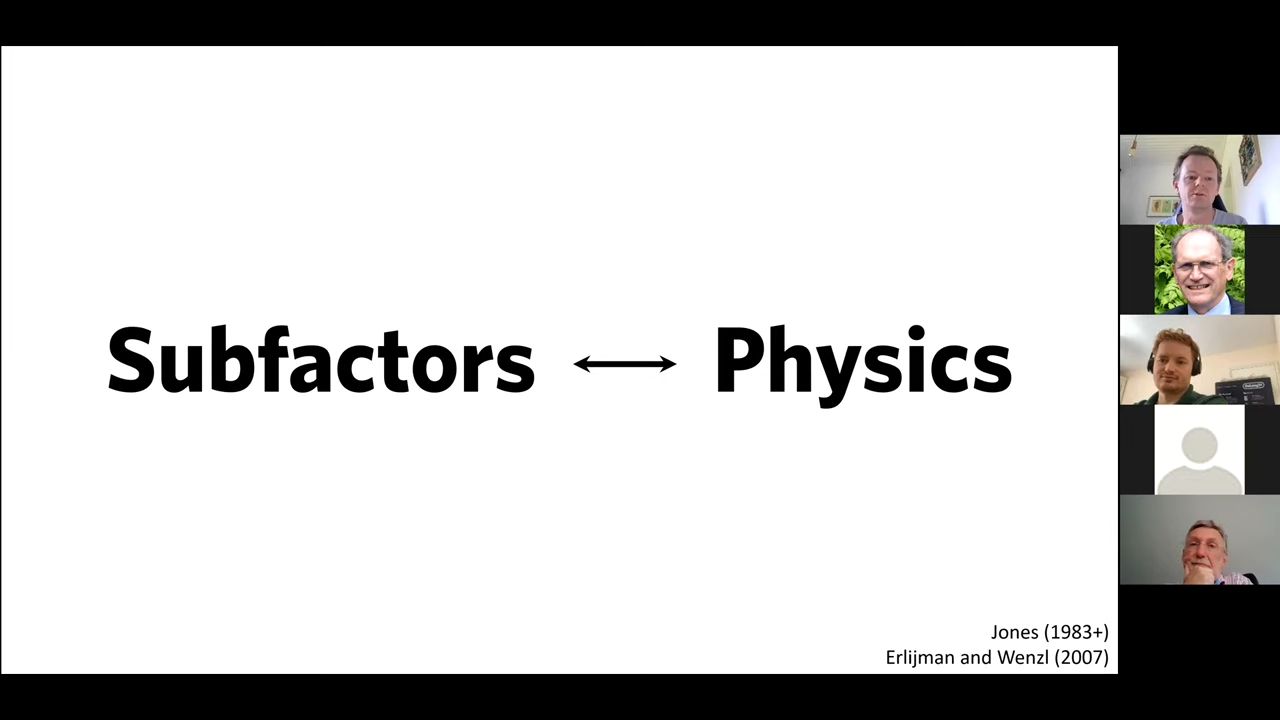 Subfactors ↔ Physics
Jones (1983+)
Erlijman and Wenzl (2007)